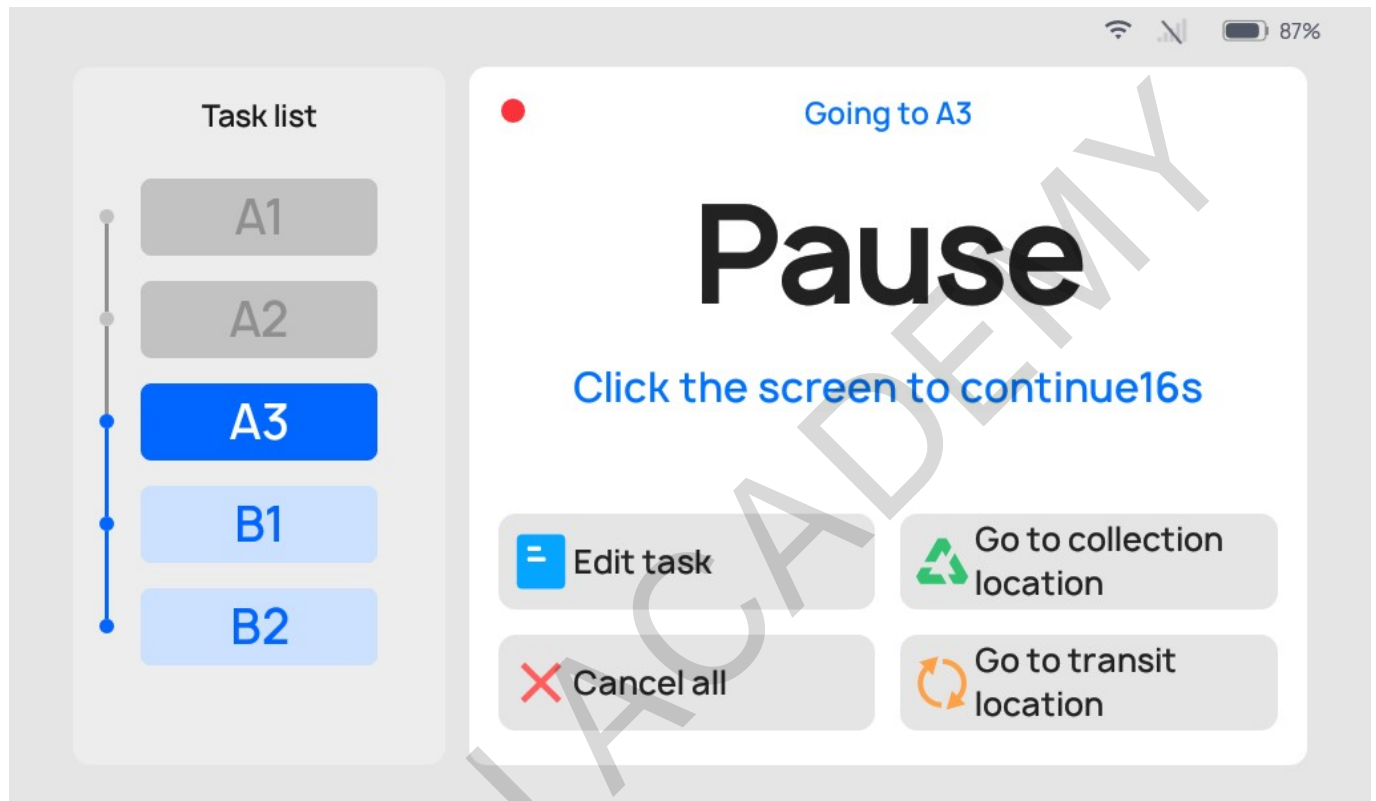 87%
Task list
A1
A2
A3
B1
B2
Going to A3
Pause
Click the screen to continue16s
Edit task
Go to collection
location
Cancel all
Go to transit
location
ACADEMY